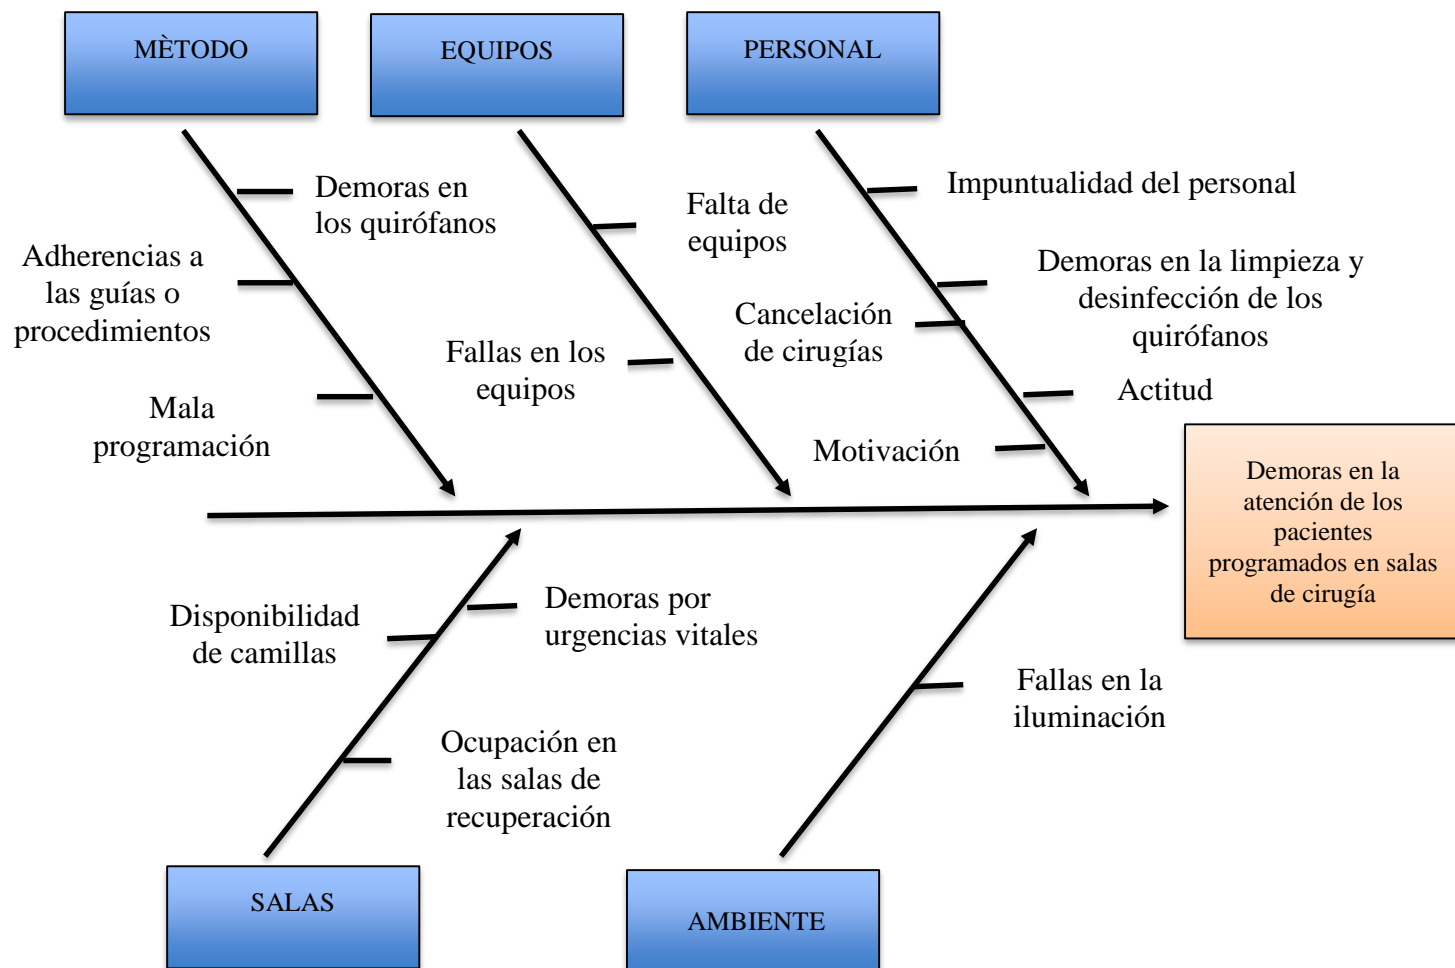 MÈTODO
EQUIPOS
PERSONAL
Demoras en
los quirófanos
Adherencias a
las guías o
procedimientos
Mala
programación
Falta de
equipos
Fallas en los
equipos
Impuntualidad del personal
Demoras en la limpieza y
desinfección de los
quirófanos
Cancelación
de cirugías
Actitud
Motivación
Demoras en la
atención de los
pacientes
programados en salas
de cirugía
Disponibilidad
de camillas
Demoras por
urgencias vitales
Ocupación en
las salas de
recuperación
Fallas en la
iluminación
SALAS
AMBIENTE